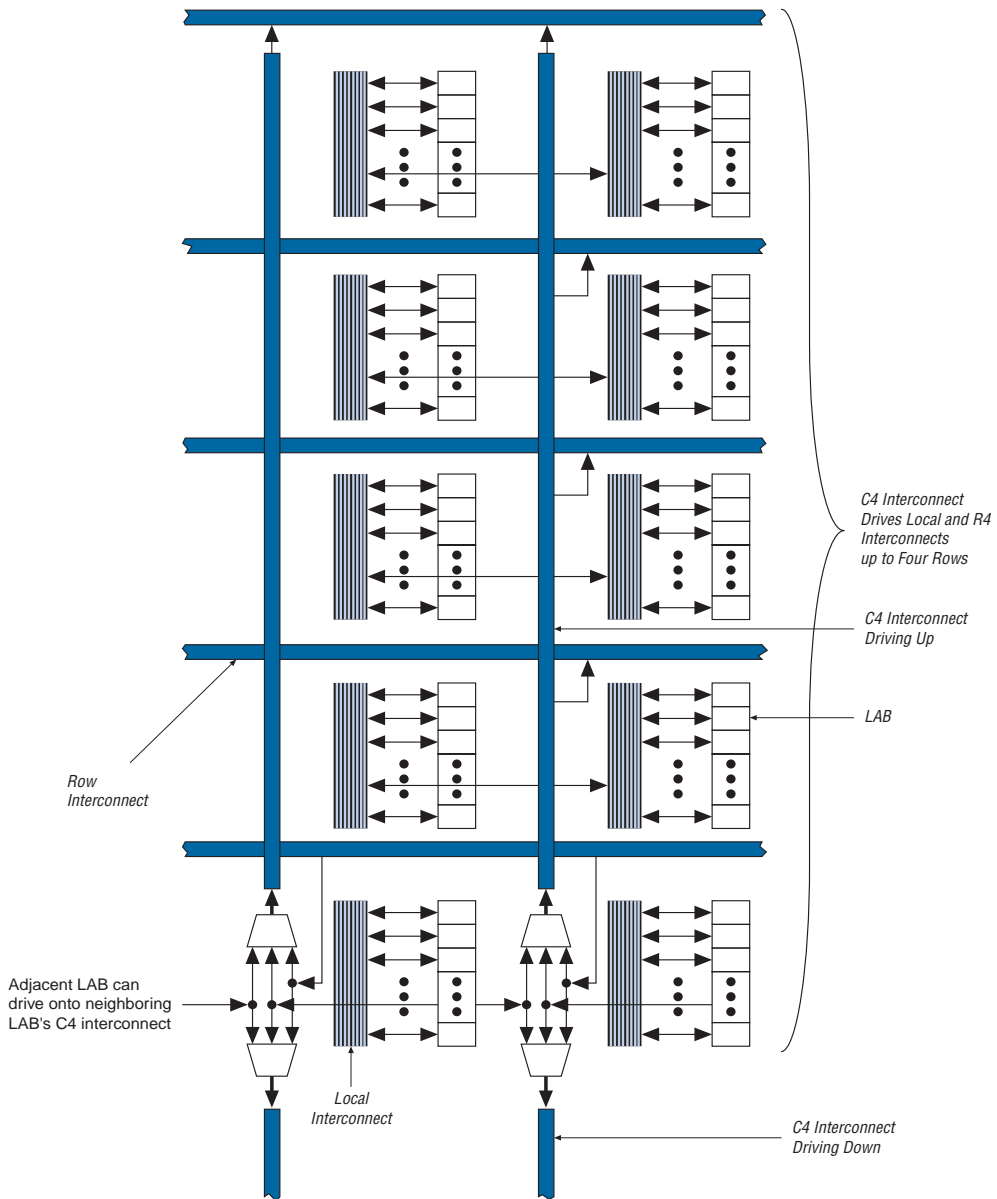 C4 Interconnect
Drives Local and R4
Interconnects
up to Four Rows
C4 Interconnect
Driving Up
LAB
Row
Interconnect
Adjacent LAB can
drive onto neighboring
LAB's C4 interconnect
Local
Interconnect
C4 Interconnect
Driving Down